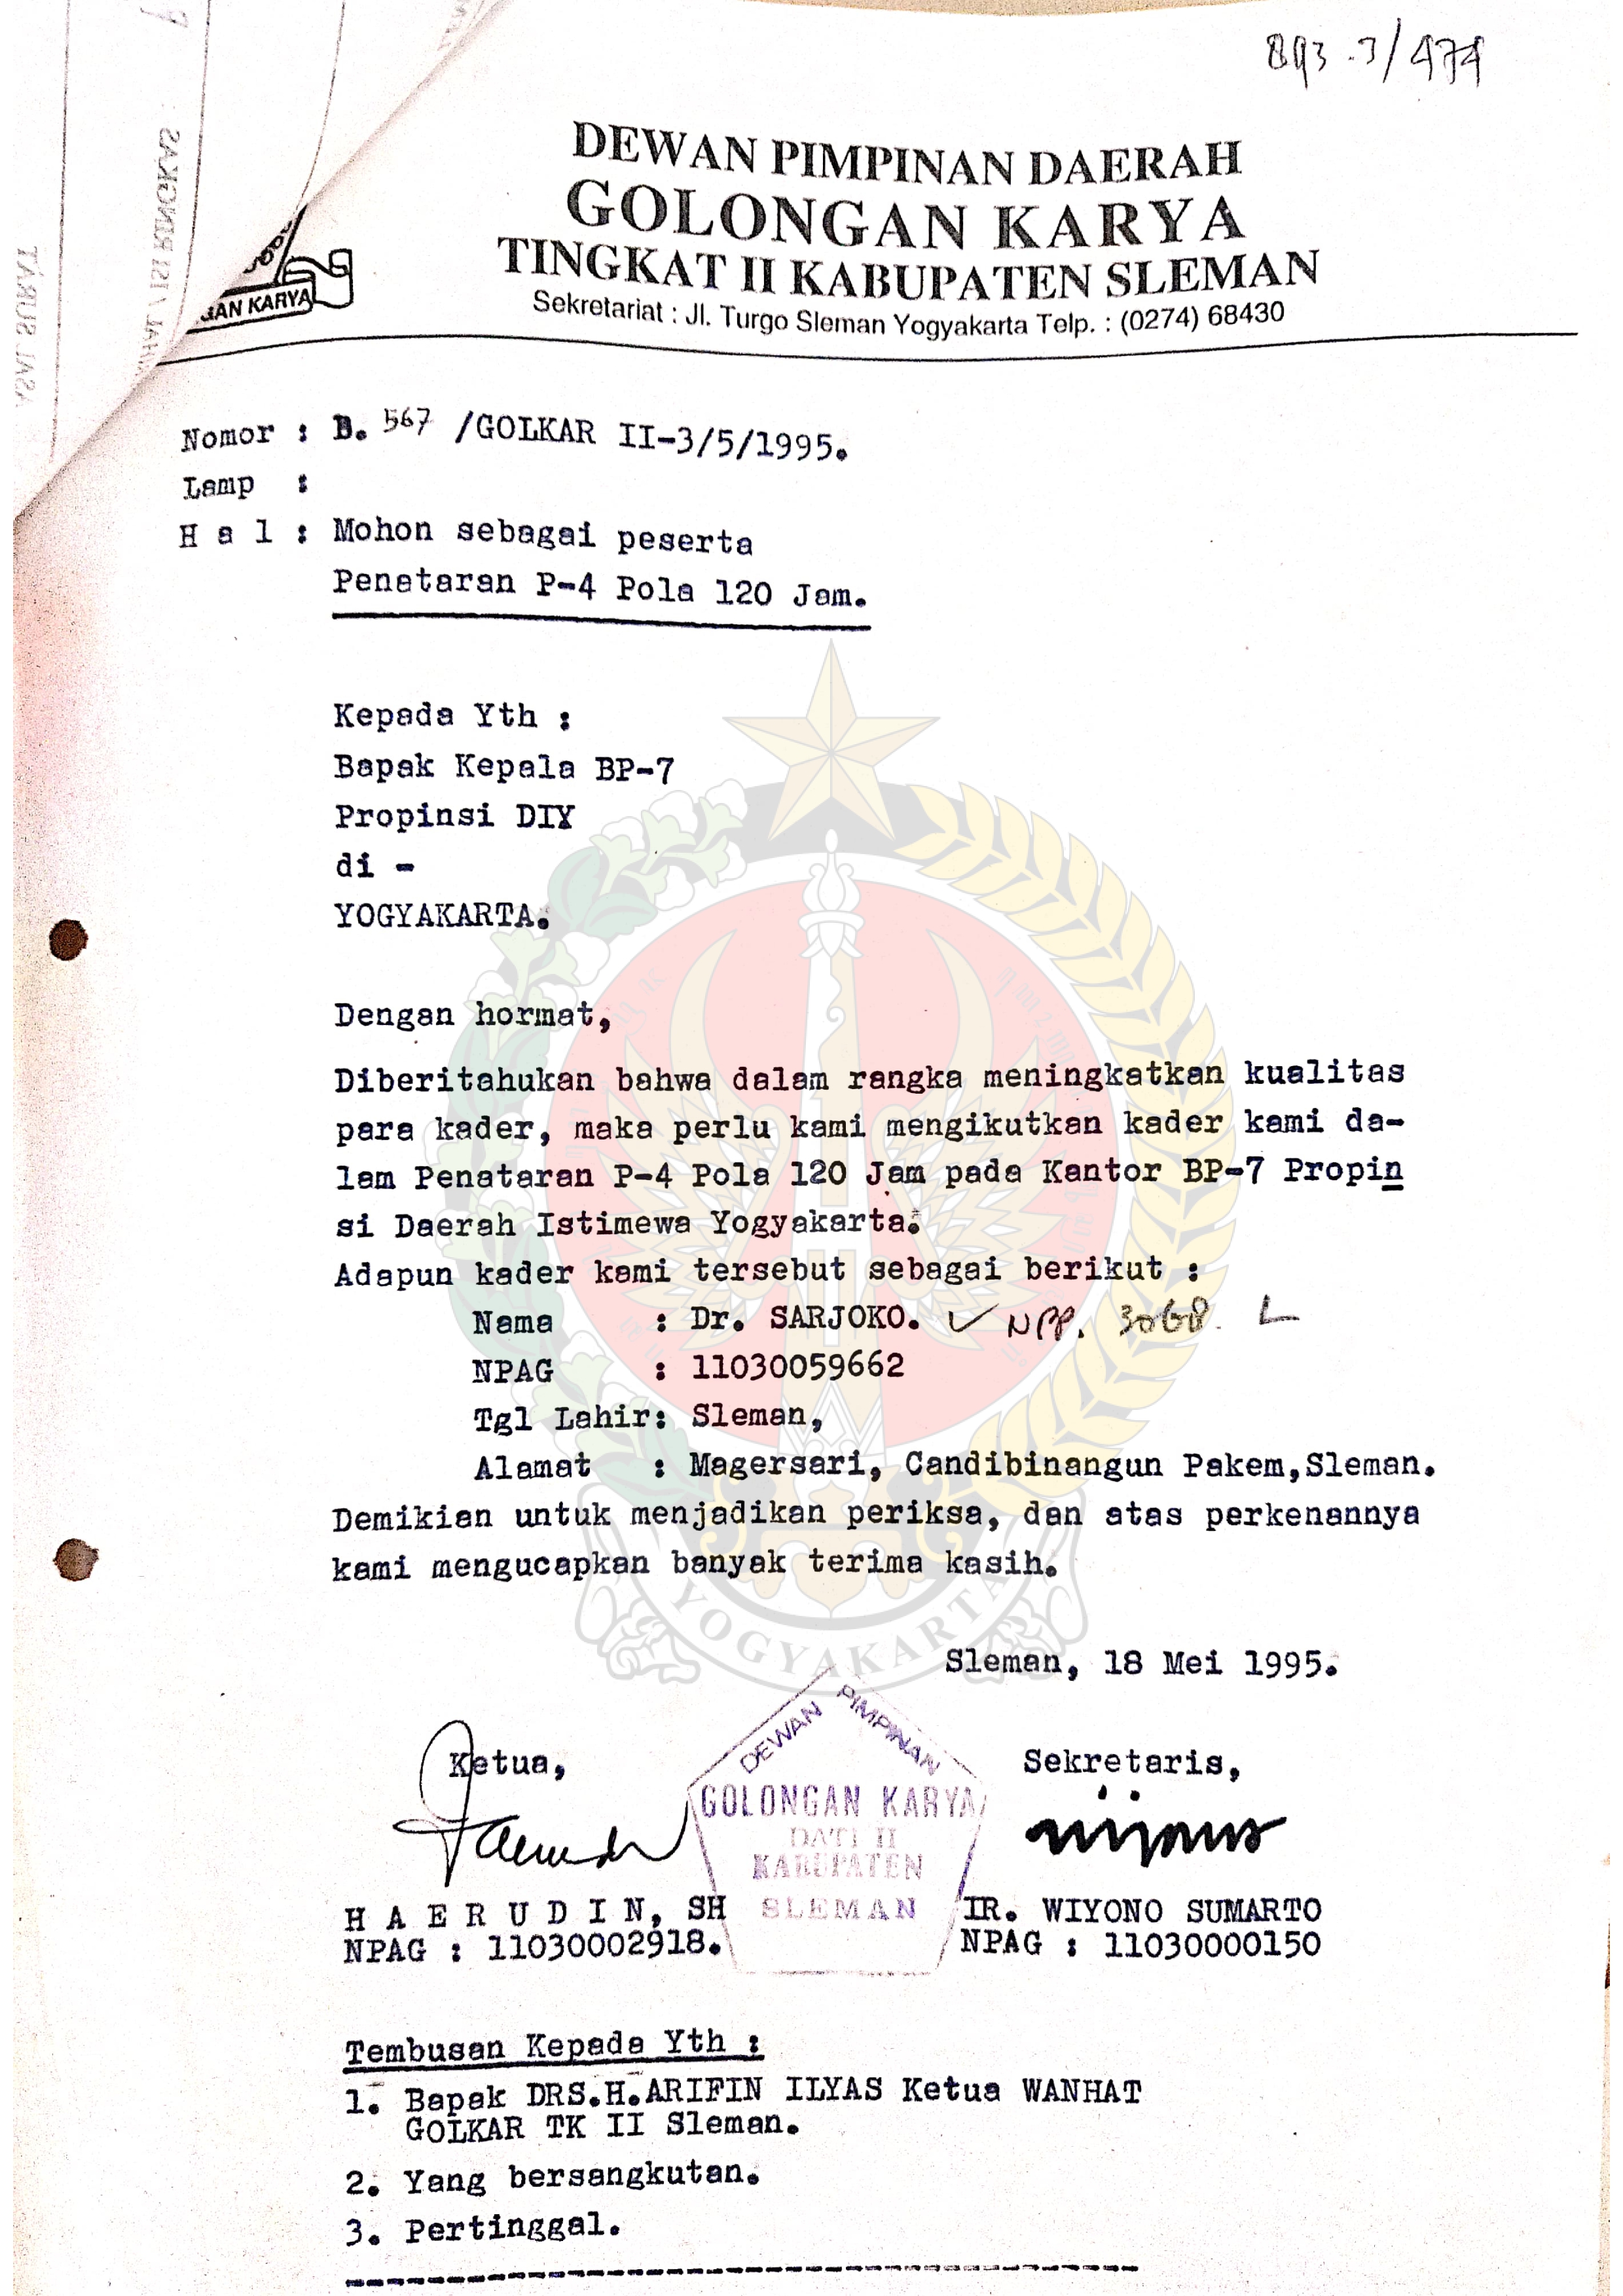 893.3/474
DEWAN PIMPINAN DAERAH
GOLONGAN KARYA
TINGKAT II KABUPATEN SLEMAN
Sekretariat : Jl. Turgo Sleman Yogyakarta Telp. : (0274) 68430
GAN KARYA
ISI RINGKAS
Nomor : B. 567 /GOLKAR II-3/5/1995.
Lamp :
H a l : Mohon sebagai peserta
Penataran P-4 Pola 120 Jam.
Kepada Yth :
Bapak Kepala BP-7
Propinsi DIY
di -
YOGYAKARTA.
Dengan hormat,
Diberitahukan bahwa dalam rangka meningkatkan kualitas
para kader, maka perlu kami mengikutkan kader kami da-
lam Penataran P-4 Pola 120 Jam pada Kantor BP-7 Propin
si Daerah Istimewa Yogyakarta.
Adapun kader kami tersebut sebagai berikut :
Nama : Dr. SARJOKO. NPP. 3068. L
NPAG : 11030059662
Tgl Lahir: Sleman,
Alamat : Magersari, Candibinangun Pakem,Sleman.
Demikian untuk menjadikan periksa, dan atas perkenannya
kami mengucapkan banyak terima kasih.
YOGYAKARTA
Sleman, 18 Mei 1995.
Ketua,
Sekretaris,
DEWAN PIMPINAN
GOLONGAN KARYA
DATI II
KABUPATEN
SLEMAN
H A E R U D I N, SH
NPAG : 11030002918.
IR. WIYONO SUMARTO
NPAG : 11030000150
Tembusan Kepada Yth :
1. Bapak DRS.H.ARIFIN ILYAS Ketua WANHAT
GOLKAR TK II Sleman.
2. Yang bersangkutan.
3. Pertinggal.